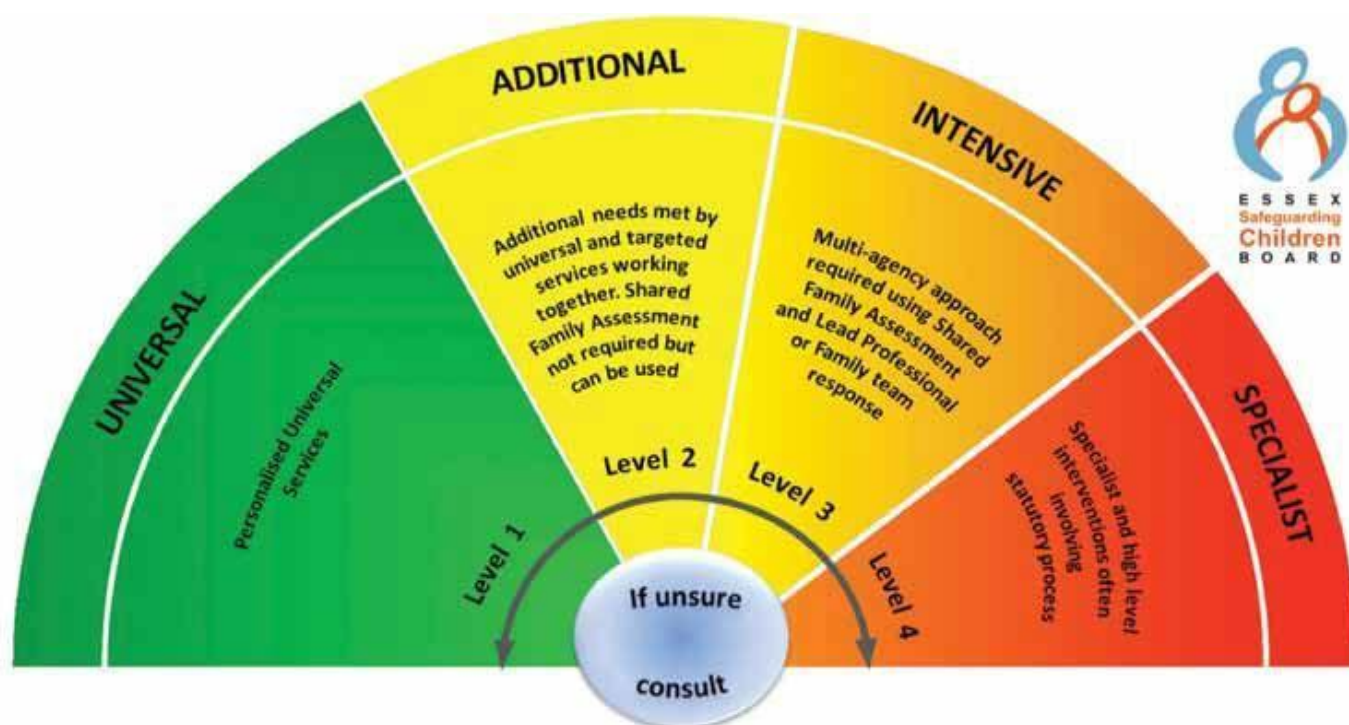 UNIVERSAL
Personalised Universal
Services
Level 1
ADDITIONAL
Additional needs met by
universal and targeted
services working
together. Shared
Family Assessment
not required but
can be used
Level 2
INTENSIVE
Multi-agency approach
required using Shared
Family Assessment
and Lead Professional
or Family team
response
Level 3
SPECIALIST
Specialist and high level
interventions often
involving
statutory process
Level 4
If unsure
consult
ESSEX
Safeguarding
Children
BOARD